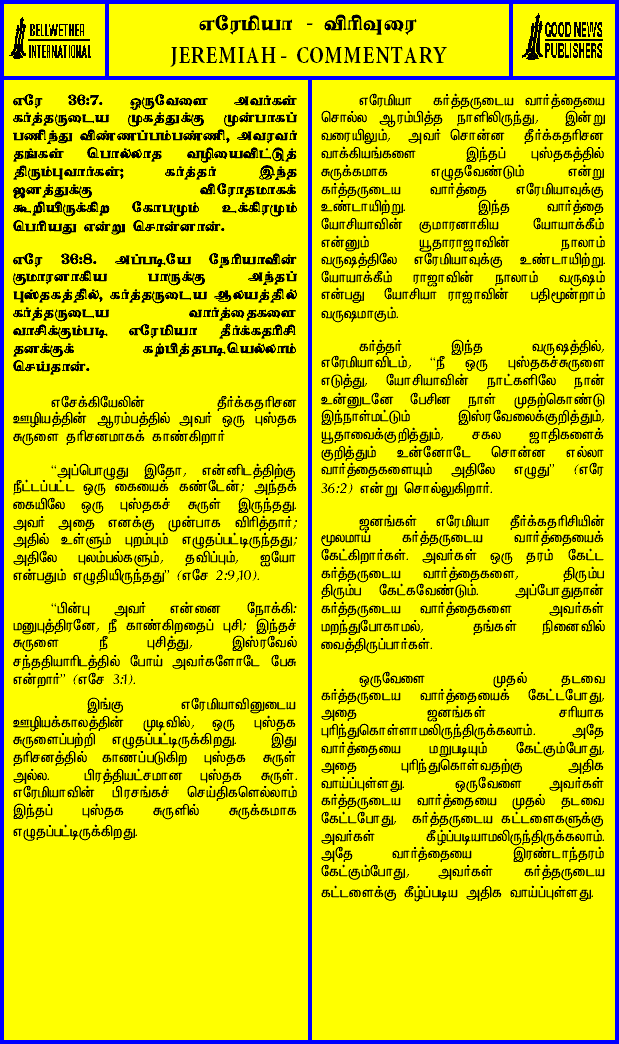 BELLWETHER
INTERNATIONAL
எரேமியா - விரிவுரை
JEREMIAH - COMMENTARY
GOOD NEWS
PUBLISHERS
எரே 36:7. ஒருவேளை அவர்கள்
கர்த்தருடைய முகத்துக்கு முன்பாகப்
பணிந்து விண்ணப்பம்பண்ணி, அவரவர்
தங்கள் பொல்லாத வழியைவிட்டுத்
திரும்புவார்கள்; கர்த்தர் இந்த
ஜனத்துக்கு விரோதமாகக்
கூறியிருக்கிற கோபமும் உக்கிரமும்
பெரியது என்று சொன்னான்.
எரே 36:8. அப்படியே நேரியாவின்
குமாரனாகிய பாருக்கு அந்தப்
புஸ்தகத்தில், கர்த்தருடைய ஆலயத்தில்
கர்த்தருடைய வார்த்தைகளை
வாசிக்கும்படி எரேமியா தீர்க்கதரிசி
தனக்குக் கற்பித்தபடியெல்லாம்
செய்தான்.
எசேக்கியேலின் தீர்க்கதரிசன
ஊழியத்தின் ஆரம்பத்தில் அவர் ஒரு புஸ்தக
சுருளை தரிசனமாகக் காண்கிறார்
“அப்பொழுது இதோ, என்னிடத்திற்கு
நீட்டப்பட்ட ஒரு கையைக் கண்டேன்; அந்தக்
கையிலே ஒரு புஸ்தகச் சுருள் இருந்தது.
அவர் அதை எனக்கு முன்பாக விரித்தார்;
அதில் உள்ளும் புறம்பும் எழுதப்பட்டிருந்தது;
அதிலே புலம்பல்களும், தவிப்பும், ஐயோ
என்பதும் எழுதியிருந்தது” (எசே 2:9,10).
“பின்பு அவர் என்னை நோக்கி:
மனுபுத்திரனே, நீ காண்கிறதைப் புசி; இந்தச்
சுருளை நீ புசித்து, இஸ்ரவேல்
சந்ததியாரிடத்தில் போய் அவர்களோடே பேசு
என்றார்” (எசே 3:1).
இங்கு எரேமியாவினுடைய
ஊழியக்காலத்தின் முடிவில், ஒரு புஸ்தக
சுருளைப்பற்றி எழுதப்பட்டிருக்கிறது. இது
தரிசனத்தில் காணப்படுகிற புஸ்தக சுருள்
அல்ல. பிரத்தியட்சமான புஸ்தக சுருள்.
எரேமியாவின் பிரசங்கச் செய்திகளெல்லாம்
இந்தப் புஸ்தக சுருளில் சுருக்கமாக
எழுதப்பட்டிருக்கிறது.
எரேமியா கர்த்தருடைய வார்த்தையை
சொல்ல ஆரம்பித்த நாளிலிருந்து, இன்று
வரையிலும், அவர் சொன்ன தீர்க்கதரிசன
வாக்கியங்களை இந்தப் புஸ்தகத்தில்
சுருக்கமாக எழுதவேண்டும் என்று
கர்த்தருடைய வார்த்தை எரேமியாவுக்கு
உண்டாயிற்று. இந்த வார்த்தை
யோசியாவின் குமாரனாகிய யோயாக்கீம்
என்னும் யூதாராஜாவின் நாலாம்
வருஷத்திலே எரேமியாவுக்கு உண்டாயிற்று.
யோயாக்கீம் ராஜாவின் நாலாம் வருஷம்
என்பது யோசியா ராஜாவின் பதிமூன்றாம்
வருஷமாகும்.
கர்த்தர் இந்த வருஷத்தில்,
எரேமியாவிடம், “நீ ஒரு புஸ்தகச்சுருளை
எடுத்து, யோசியாவின் நாட்களிலே நான்
உன்னுடனே பேசின நாள் முதற்கொண்டு
இந்நாள்மட்டும் இஸ்ரவேலைக்குறித்தும்,
யூதாவைக்குறித்தும், சகல ஜாதிகளைக்
குறித்தும் உன்னோடே சொன்ன எல்லா
வார்த்தைகளையும் அதிலே எழுது” (எரே
36:2) என்று சொல்லுகிறார்.
ஜனங்கள் எரேமியா தீர்க்கதரிசியின்
மூலமாய் கர்த்தருடைய வார்த்தையைக்
கேட்கிறார்கள். அவர்கள் ஒரு தரம் கேட்ட
கர்த்தருடைய வார்த்தைகளை, திரும்ப
திரும்ப கேட்கவேண்டும். அப்போதுதான்
கர்த்தருடைய வார்த்தைகளை அவர்கள்
மறந்துபோகாமல், தங்கள் நினைவில்
வைத்திருப்பார்கள்.
ஒருவேளை முதல் தடவை
கர்த்தருடைய வார்த்தையைக் கேட்டபோது,
அதை ஜனங்கள் சரியாக
புரிந்துகொள்ளாமலிருந்திருக்கலாம். அதே
வார்த்தையை மறுபடியும் கேட்கும்போது,
அதை புரிந்துகொள்வதற்கு அதிக
வாய்ப்புள்ளது. ஒருவேளை அவர்கள்
கர்த்தருடைய வார்த்தையை முதல் தடவை
கேட்டபோது, கர்த்தருடைய கட்டளைகளுக்கு
அவர்கள் கீழ்ப்படியாமலிருந்திருக்கலாம்.
அதே வார்த்தையை இரண்டாந்தரம்
கேட்கும்போது, அவர்கள் கர்த்தருடைய
கட்டளைக்கு கீழ்ப்படிய அதிக வாய்ப்புள்ளது.